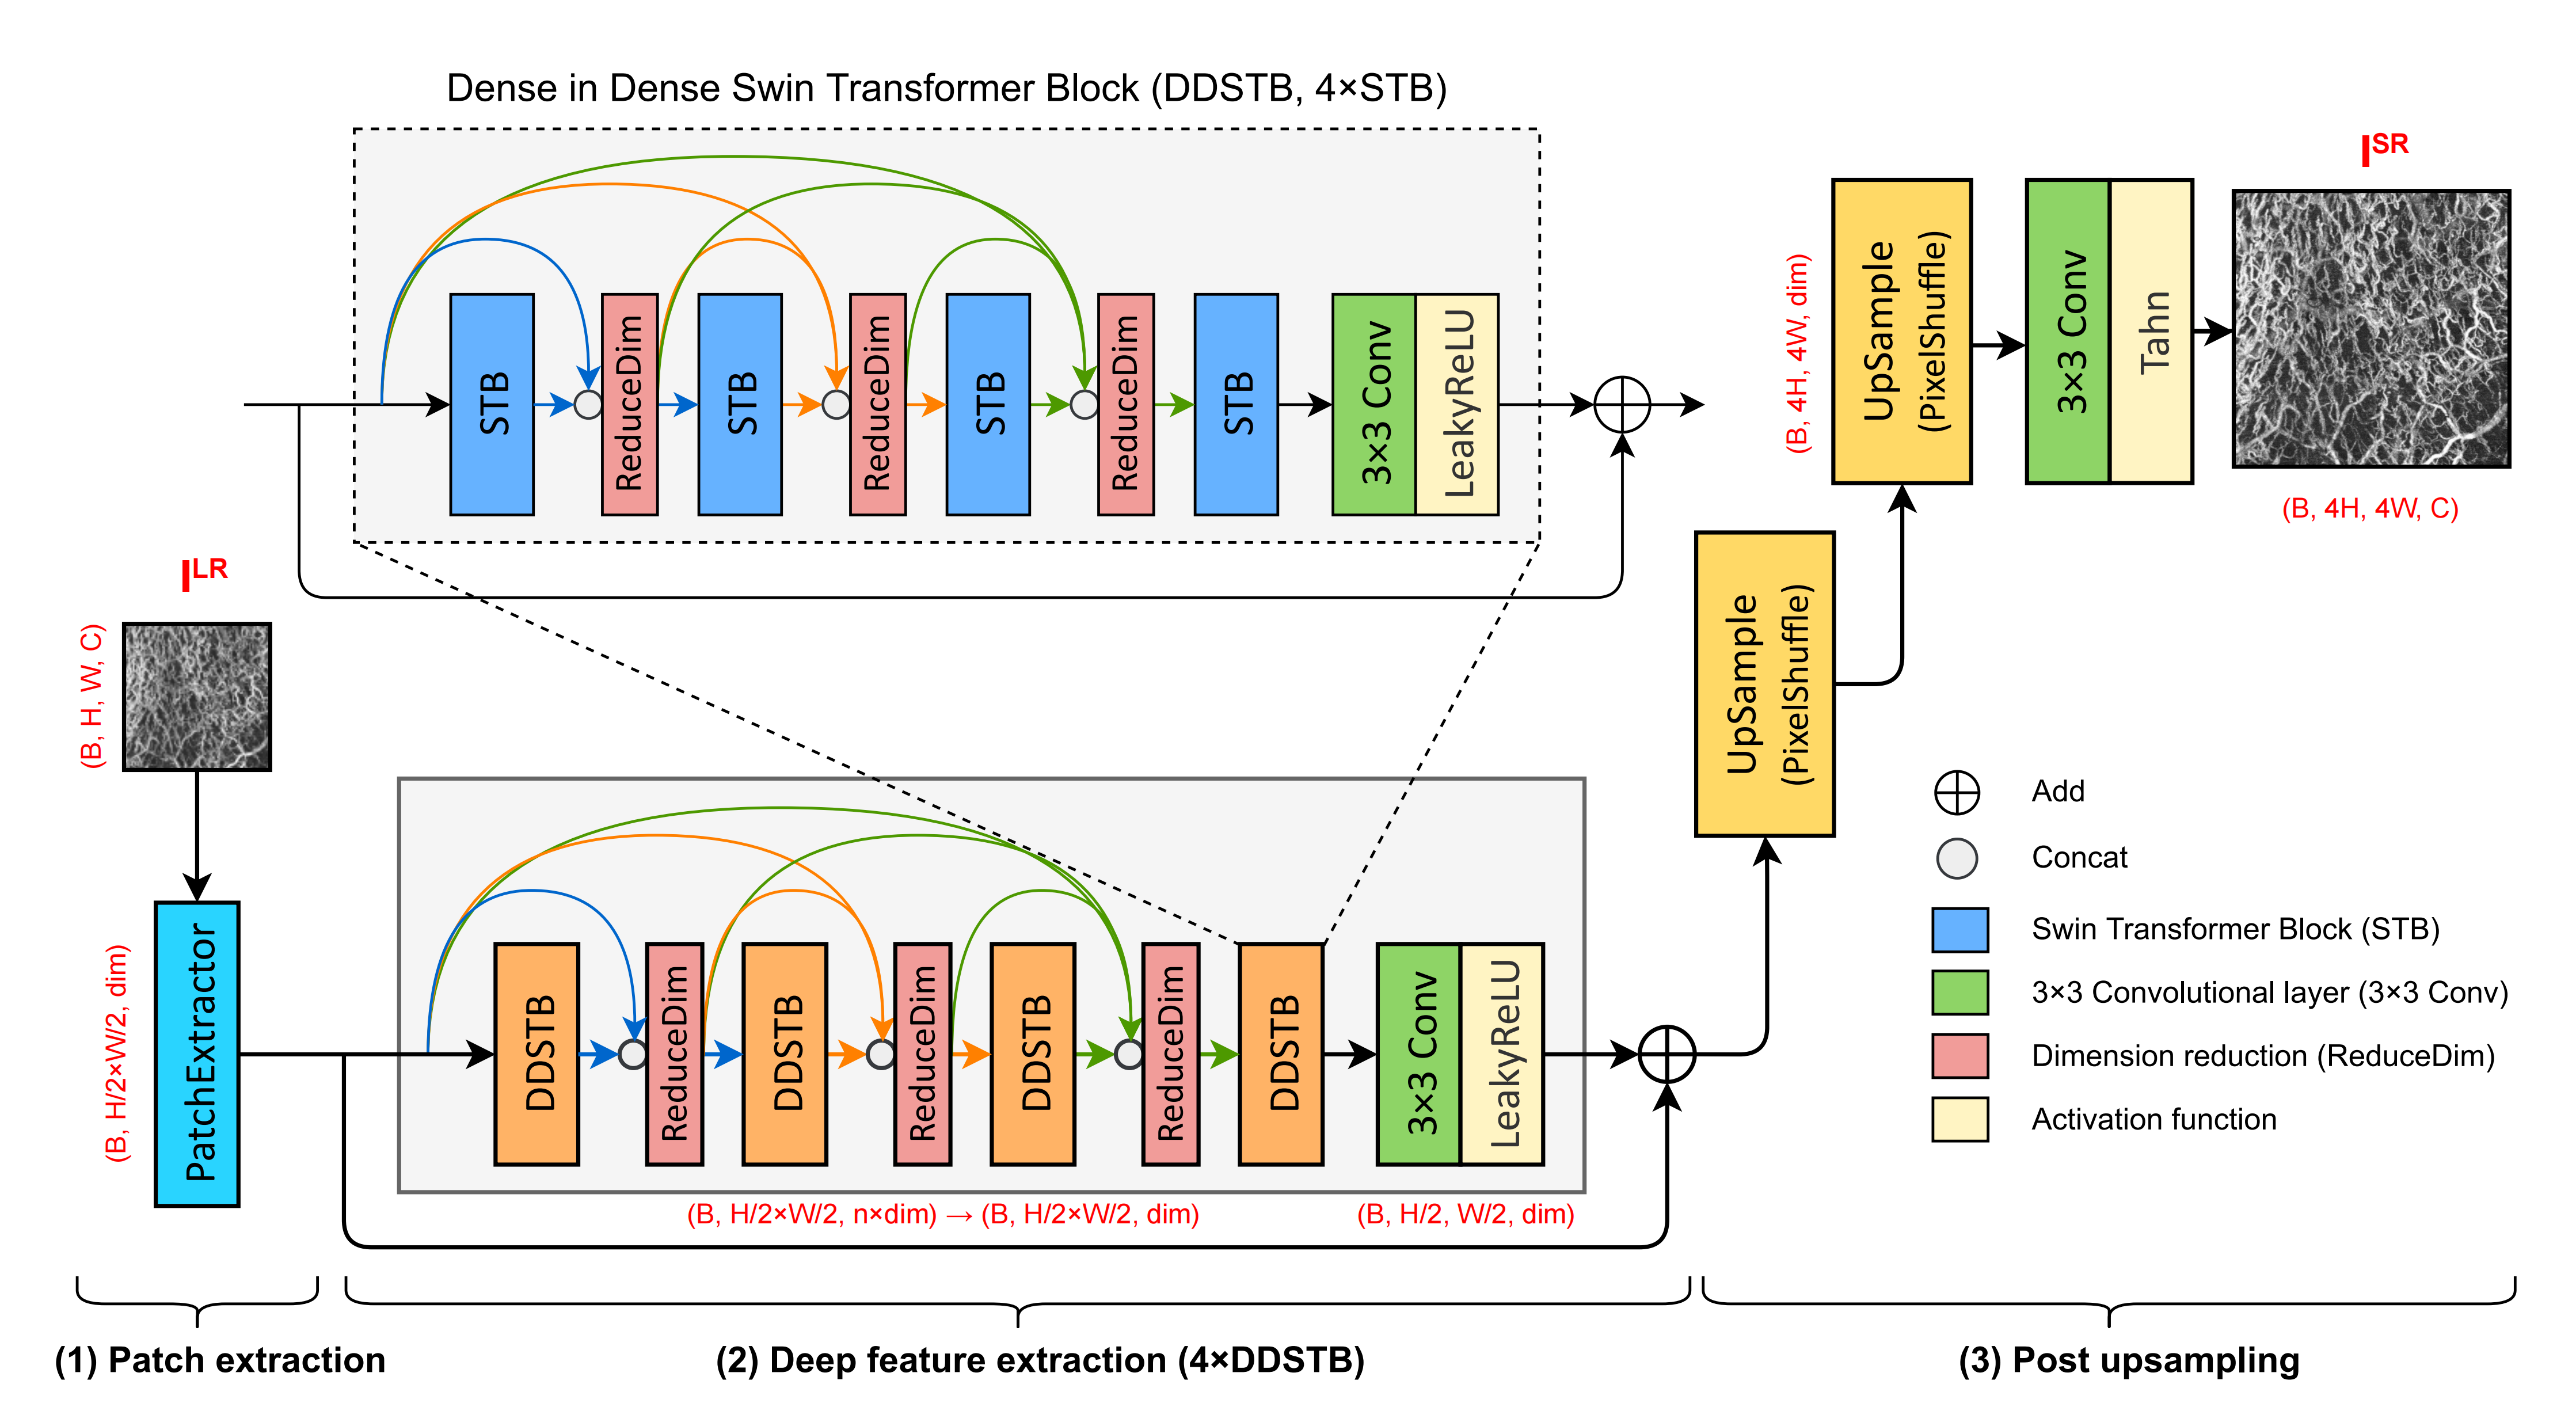 Dense in Dense Swin Transformer Block (DDSTB, 4×STB)
STB
ReduceDim
STB
ReduceDim
STB
ReduceDim
STB
3×3 Conv
LeakyReLU
I^LR
(B, H, W, C)
PatchExtractor
(B, H/2×W/2, dim)
DDSTB
ReduceDim
DDSTB
ReduceDim
DDSTB
ReduceDim
DDSTB
3×3 Conv
LeakyReLU
(B, H/2×W/2, n×dim) → (B, H/2×W/2, dim)
(B, H/2, W/2, dim)
UpSample
(PixelShuffle)
(B, 4H, 4W, dim)
UpSample
(PixelShuffle)
3×3 Conv
Tahn
I^SR
(B, 4H, 4W, C)
Add
Concat
Swin Transformer Block (STB)
3×3 Convolutional layer (3×3 Conv)
Dimension reduction (ReduceDim)
Activation function
(1) Patch extraction
(2) Deep feature extraction (4×DDSTB)
(3) Post upsampling